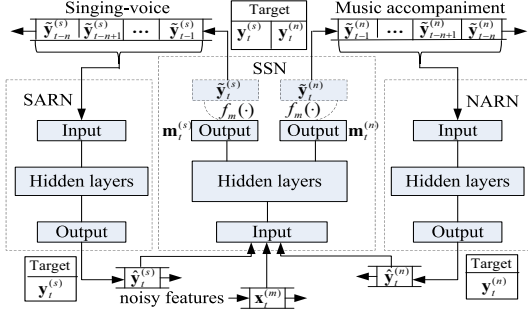 Singing-voice
Target
Music accompaniment
ỹ_{t-n}^{(s)} ỹ_{t-n+1}^{(s)} ... ỹ_{t-1}^{(s)}
y_t^{(s)} y_t^{(n)}
ỹ_{t-1}^{(n)} ... ỹ_{t-n+1}^{(n)} ỹ_{t-n}^{(n)}
SSN
SARN
ỹ_t^{(s)} ỹ_t^{(n)}
NARN
f_m(·) f_m(·)
Input
m_t^{(s)} Output Output m_t^{(n)}
Input
Hidden layers
Hidden layers
Hidden layers
Output
Input
Output
Target
y_t^{(s)}
ŷ_t^{(s)}
ŷ_t^{(n)}
Target
y_t^{(n)}
noisy features x_t^{(m)}